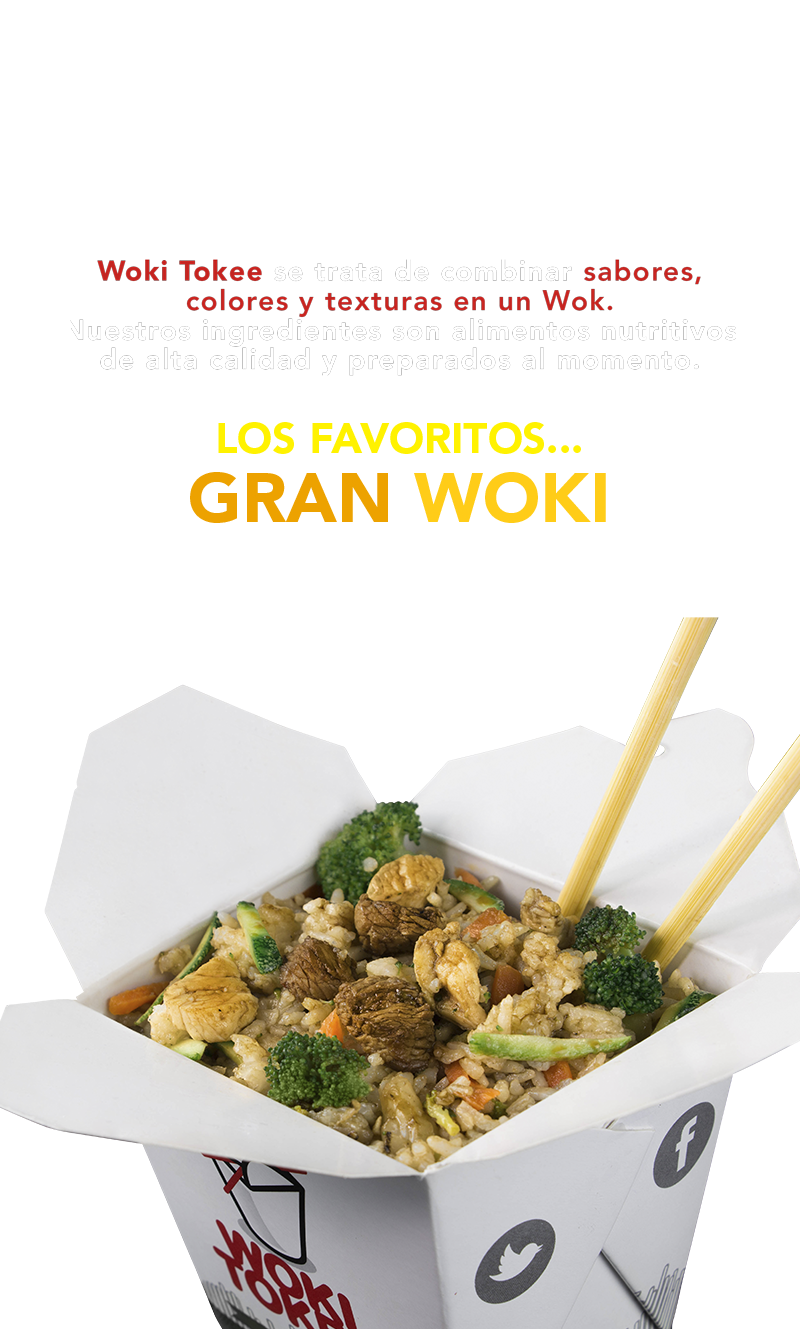 Woki Tokee se trata de combinar sabores,
colores y texturas en un Wok.
Nuestros ingredientes son alimentos nutritivos
de alta calidad y preparados al momento.
LOS FAVORITOS...
GRAN WOKI
WOKI